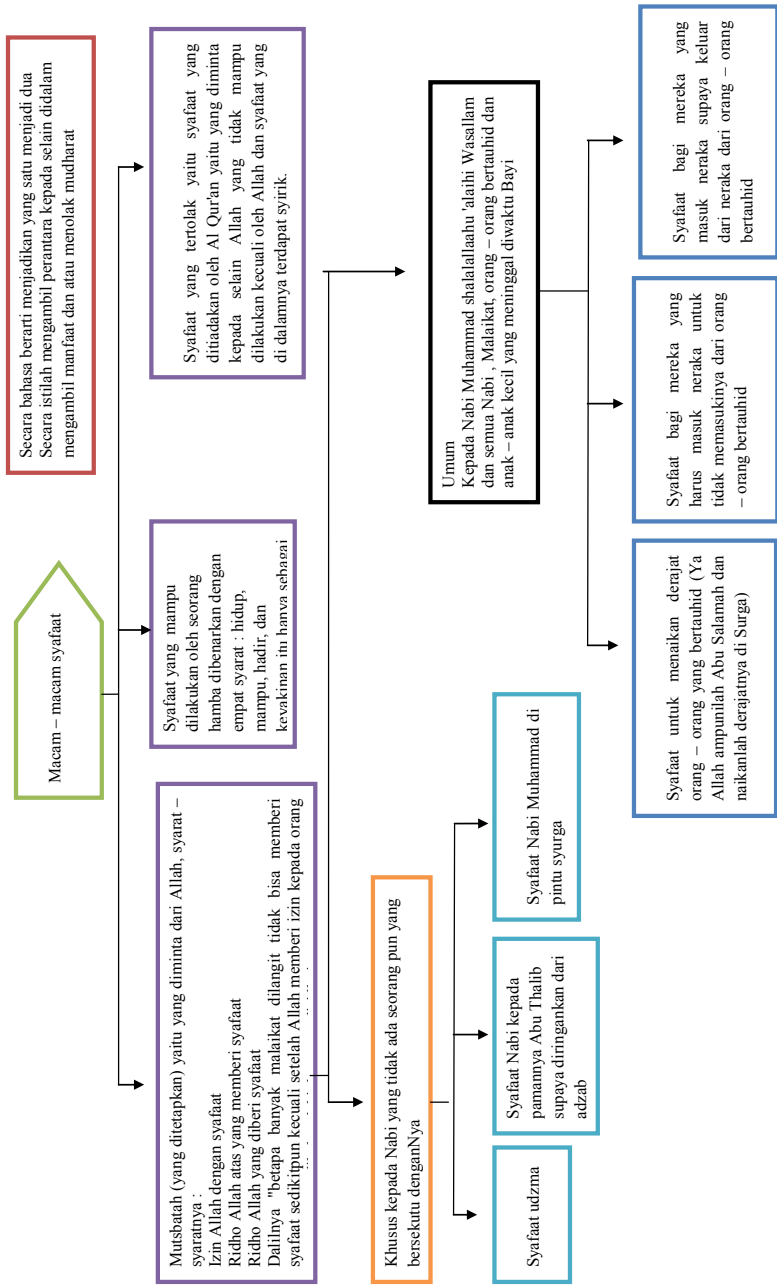 Secara bahasa berarti menjadikan yang satu menjadi dua
Secara istilah mengambil perantara kepada selain didalam
mengambil manfaat dan atau menolak mudharat
Macam – macam syafaat
Mutsbatah (yang ditetapkan) yaitu yang diminta dari Allah, syarat –
syaratnya :
Izin Allah dengan syafaat
Ridho Allah atas yang memberi syafaat
Ridho Allah yang diberi syafaat
Dalilnya "betapa banyak malaikat dilangit tidak bisa memberi
syafaat sedikitpun kecuali setelah Allah memberi izin kepada orang
Syafaat yang mampu
dilakukan oleh seorang
hamba dibenarkan dengan
empat syarat : hidup,
mampu, hadir, dan
keyakinan itu hanya sebagai
Syafaat yang tertolak yaitu syafaat yang
ditiadakan oleh Al Qur'an yaitu yang diminta
kepada selain Allah yang tidak mampu
dilakukan kecuali oleh Allah dan syafaat yang
di dalamnya terdapat syirik.
Khusus kepada Nabi yang tidak ada seorang pun yang
bersekutu denganNya
Umum
Kepada Nabi Muhammad shalalallaahu 'alaihi Wasallam
dan semua Nabi , Malaikat, orang – orang bertauhid dan
anak – anak kecil yang meninggal diwaktu Bayi
Syafaat udzma
Syafaat Nabi kepada
pamannya Abu Thalib
supaya diringankan dari
adzab
Syafaat Nabi Muhammad di
pintu syurga
Syafaat untuk menaikan derajat
orang – orang yang bertauhid (Ya
Allah ampunilah Abu Salamah dan
naikanlah derajatnya di Surga)
Syafaat bagi mereka yang
harus masuk neraka untuk
tidak memasukinya dari orang
– orang bertauhid
Syafaat bagi mereka yang
masuk neraka supaya keluar
dari neraka dari orang – orang
bertauhid